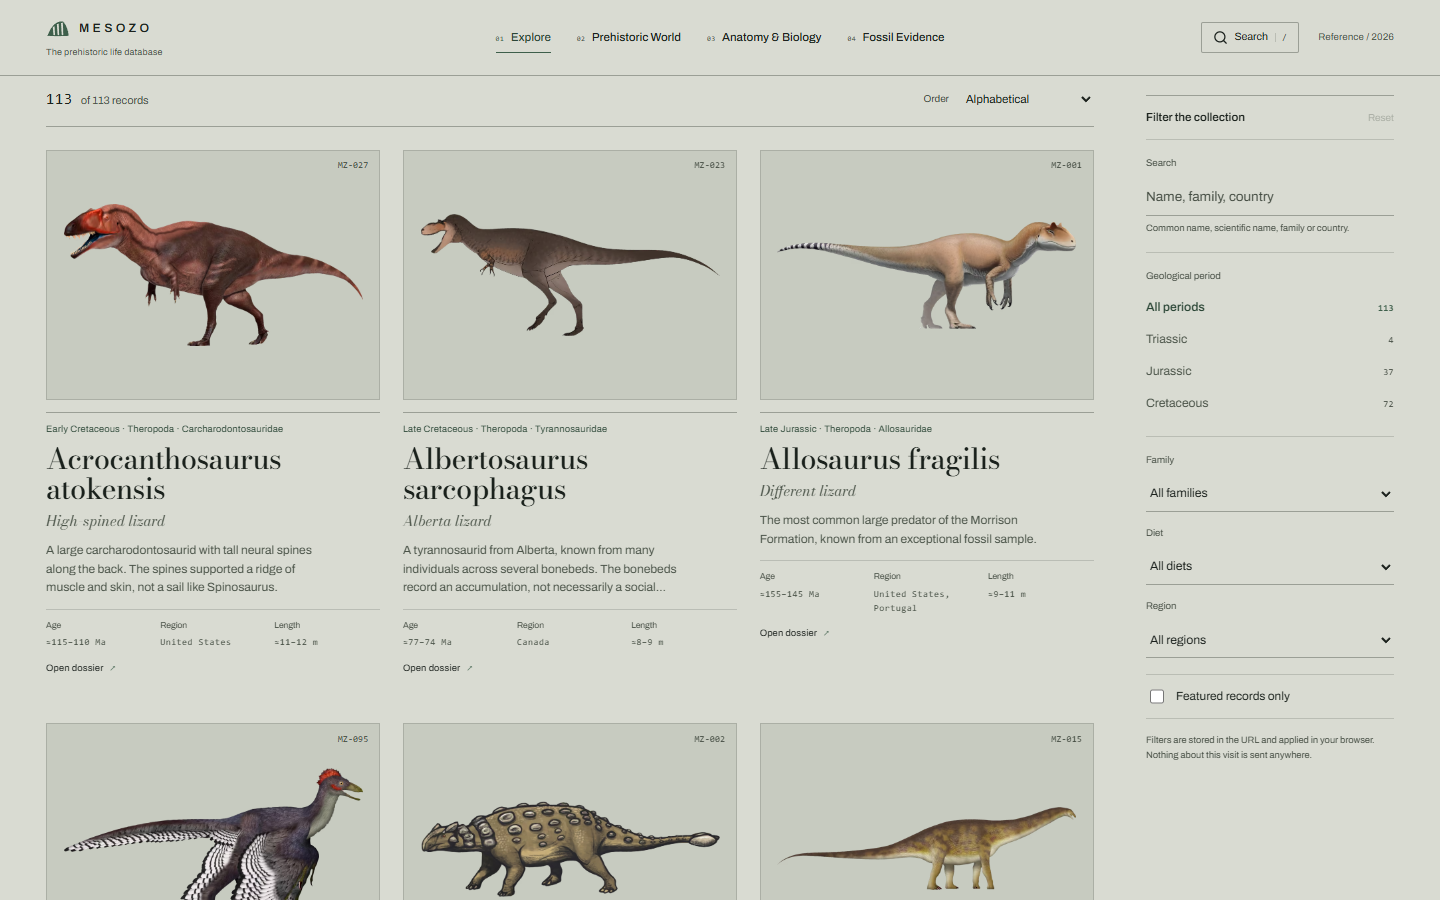 MESOZO
The prehistoric life database
01 Explore
02 Prehistoric World
03 Anatomy & Biology
04 Fossil Evidence
Search | /
Reference / 2026
113 of 113 records
Order Alphabetical
MZ-027
Early Cretaceous · Theropoda · Carcharodontosauridae
Acrocanthosaurus
atokensis
High-spined lizard
A large carcharodontosaurid with tall neural spines
along the back. The spines supported a ridge of
muscle and skin, not a sail like Spinosaurus.
Age Region Length
≈115–110 Ma United States ≈11–12 m
Open dossier ↗
MZ-023
Late Cretaceous · Theropoda · Tyrannosauridae
Albertosaurus
sarcophagus
Alberta lizard
A tyrannosaurid from Alberta, known from many
individuals across several bonebeds. The bonebeds
record an accumulation, not necessarily a social…
Age Region Length
≈77–74 Ma Canada ≈8–9 m
Open dossier ↗
MZ-001
Late Jurassic · Theropoda · Allosauridae
Allosaurus fragilis
Different lizard
The most common large predator of the Morrison
Formation, known from an exceptional fossil sample.
Age Region Length
≈155–145 Ma United States, ≈9–11 m
Portugal
Open dossier ↗
MZ-095
MZ-002
MZ-015
Filter the collection Reset
Search
Name, family, country
Common name, scientific name, family or country.
Geological period
All periods 113
Triassic 4
Jurassic 37
Cretaceous 72
Family
All families
Diet
All diets
Region
All regions
Featured records only
Filters are stored in the URL and applied in your browser.
Nothing about this visit is sent anywhere.